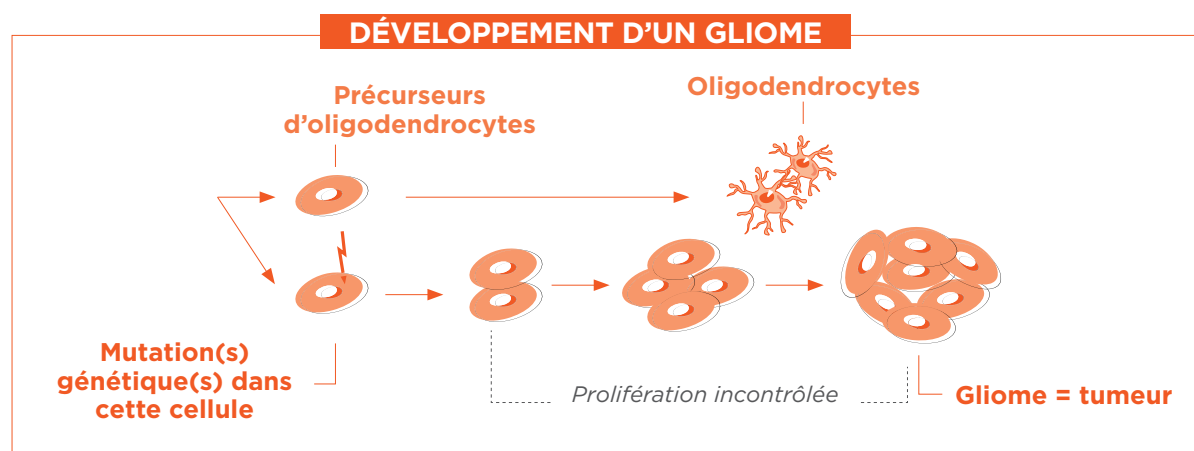 DÉVELOPPEMENT D’UN GLIOME
Précurseurs
d’oligodendrocytes
Oligodendrocytes
Mutation(s)
génétique(s) dans
cette cellule
Prolifération incontrôlée
Gliome = tumeur